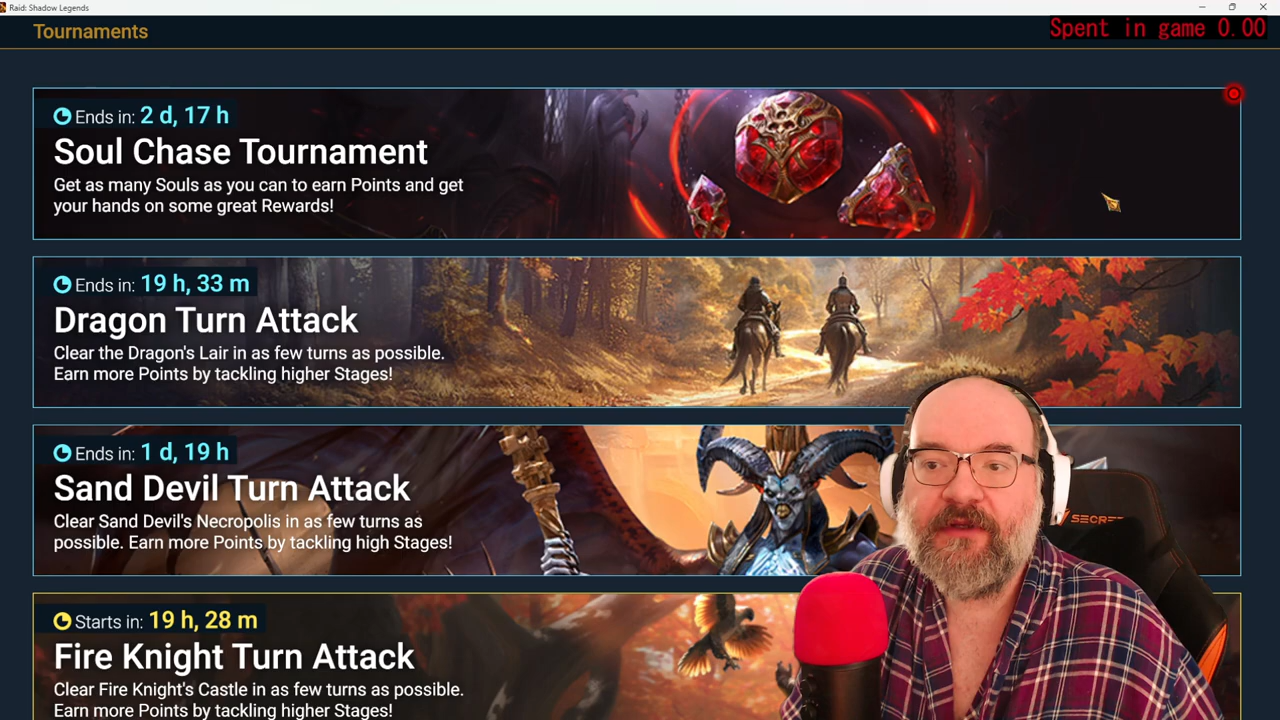 Raid: Shadow Legends
Tournaments
Spent in game 0.00
Ends in: 2 d, 17 h
Soul Chase Tournament
Get as many Souls as you can to earn Points and get
your hands on some great Rewards!
Ends in: 19 h, 33 m
Dragon Turn Attack
Clear the Dragon's Lair in as few turns as possible.
Earn more Points by tackling higher Stages!
Ends in: 1 d, 19 h
Sand Devil Turn Attack
Clear Sand Devil's Necropolis in as few turns as
possible. Earn more Points by tackling high Stages!
Starts in: 19 h, 28 m
Fire Knight Turn Attack
Clear Fire Knight's Castle in as few turns as possible.
Earn more Points by tackling higher Stages!